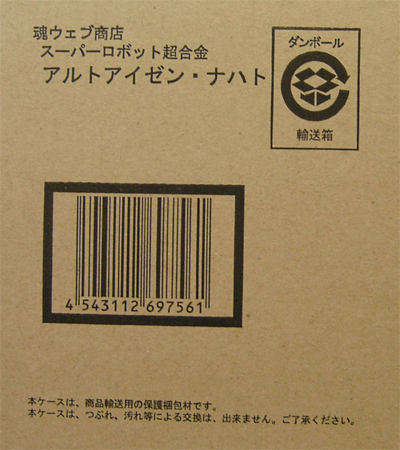 魂ウェブ商店
スーパーロボット超合金
アルトアイゼン・ナハト
ダンボール
輸送箱
4 543112 697561
本ケースは、商品輸送用の保護梱包材です。
本ケースは、つぶれ、汚れ等による交換は、出来ません。ご了承ください。